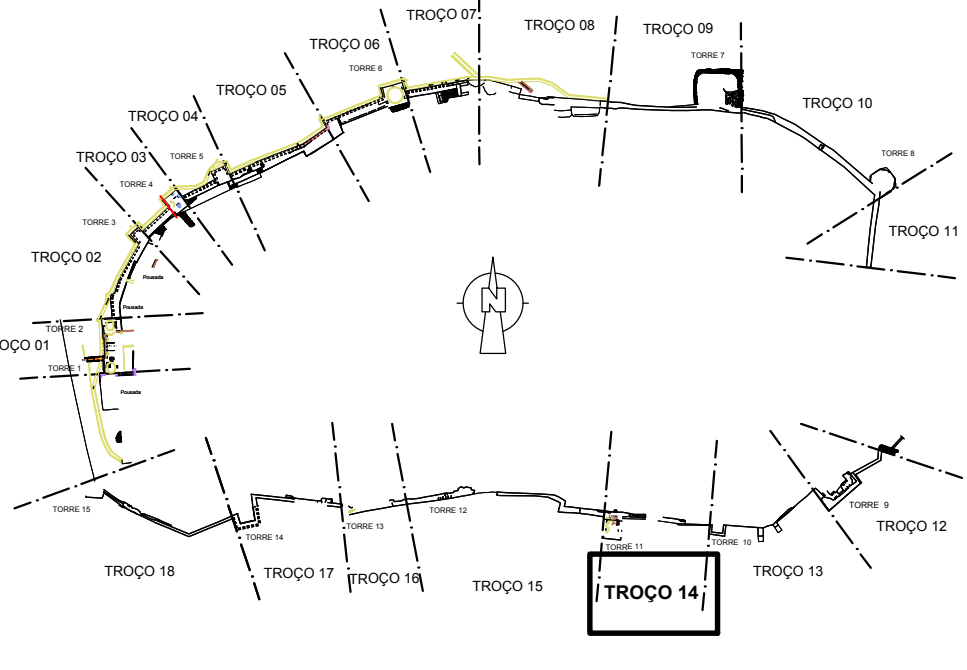 TROÇO 07
TROÇO 08
TROÇO 09
TROÇO 06
TORRE 7
TORRE 6
TROÇO 05
TROÇO 10
TROÇO 04
TORRE 8
TROÇO 03
TORRE 5
TORRE 4
TORRE 3
TROÇO 11
TROÇO 02
Pousada
N
Pousada
TORRE 2
OÇO 01
TORRE 1
Pousada
TORRE 15
TORRE 14
TORRE 13
TORRE 12
TORRE 11
TORRE 10
TORRE 9
TROÇO 12
TROÇO 18
TROÇO 17
TROÇO 16
TROÇO 15
TROÇO 14
TROÇO 13